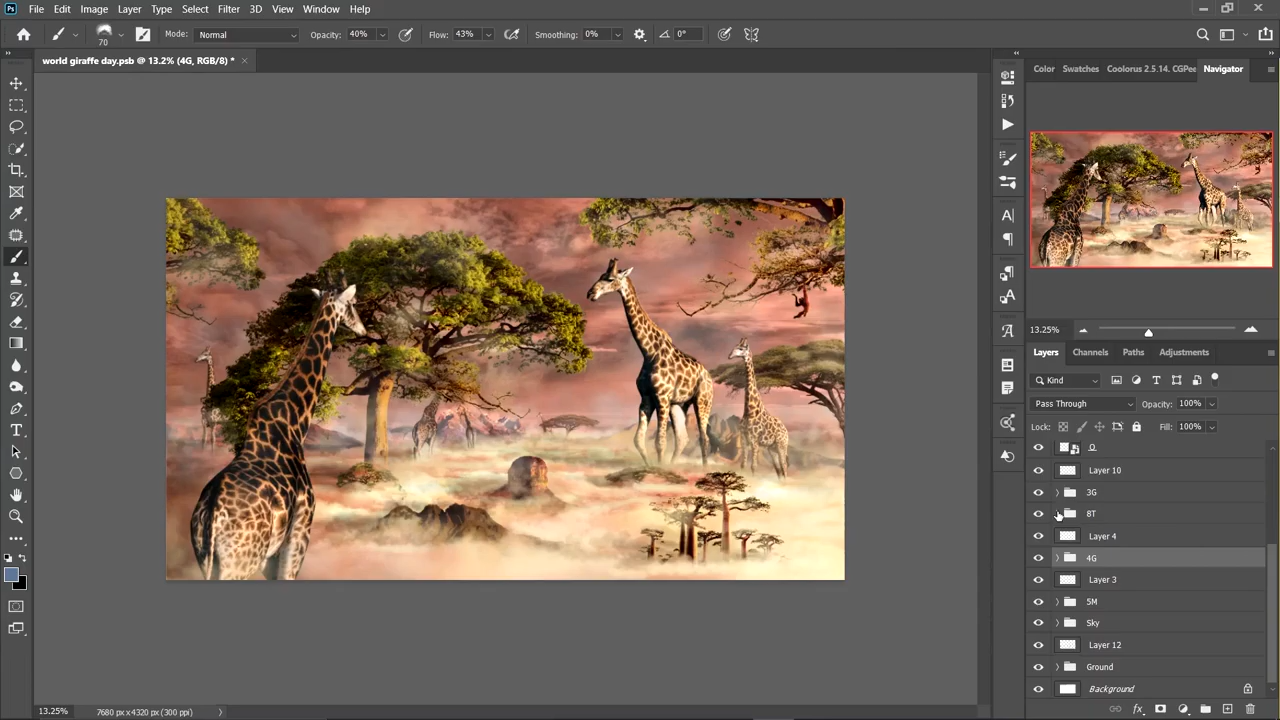 Ps File Edit Image Layer Type Select Filter 3D View Window Help
70 Mode: Normal Opacity: 40% Flow: 43% Smoothing: 0% 0°
world giraffe day.psb @ 13.2% (4G, RGB/8) *
Color Swatches Coolorus 2.5.14. CGPee Navigator
13.25%
Layers Channels Paths Adjustments
Kind
Pass Through Opacity: 100%
Lock: Fill: 100%
Layer 10
3G
8T
Layer 4
4G
Layer 3
5M
Sky
Layer 12
Ground
Background
13.25% 7680 px x 4320 px (300 ppi)